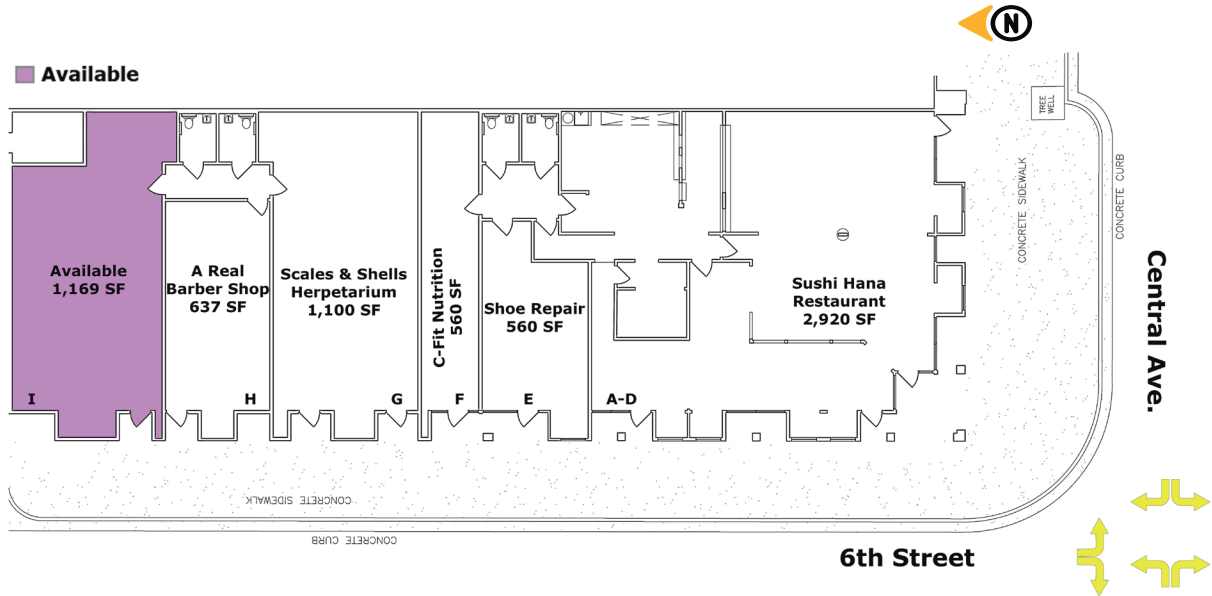 N
Available
TREE
WELL
CONCRETE SIDEWALK
CONCRETE CURB
Available
1,169 SF
A Real
Barber Shop
637 SF
Scales & Shells
Herpetarium
1,100 SF
C-Fit Nutrition
560 SF
Shoe Repair
560 SF
Sushi Hana
Restaurant
2,920 SF
Central Ave.
I
H
G
F
E
A-D
CONCRETE SIDEWALK
CONCRETE CURB
6th Street